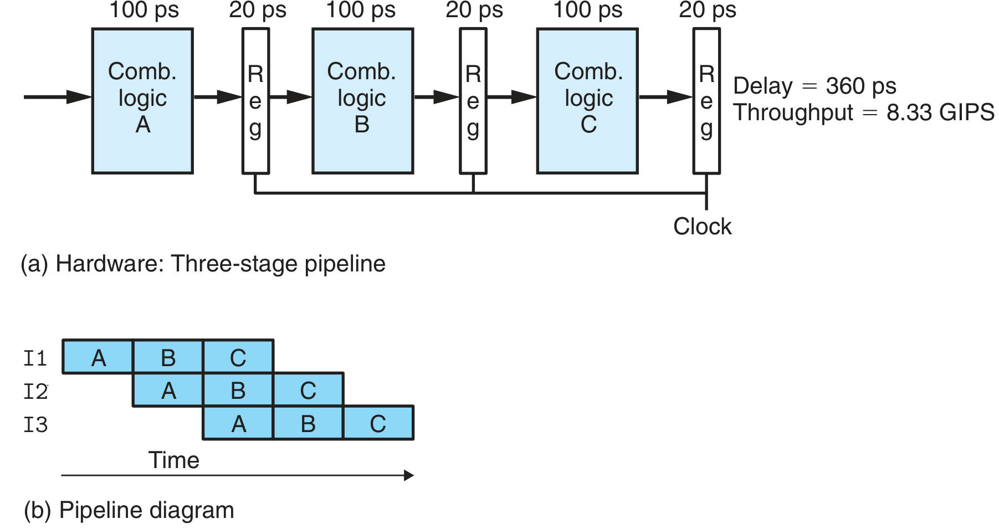 100 ps 20 ps 100 ps 20 ps 100 ps 20 ps
Comb.
logic
A
R
e
g
Comb.
logic
B
R
e
g
Comb.
logic
C
R
e
g
Delay = 360 ps
Throughput = 8.33 GIPS
Clock
(a) Hardware: Three-stage pipeline
I1 A B C
I2 A B C
I3 A B C
Time
(b) Pipeline diagram